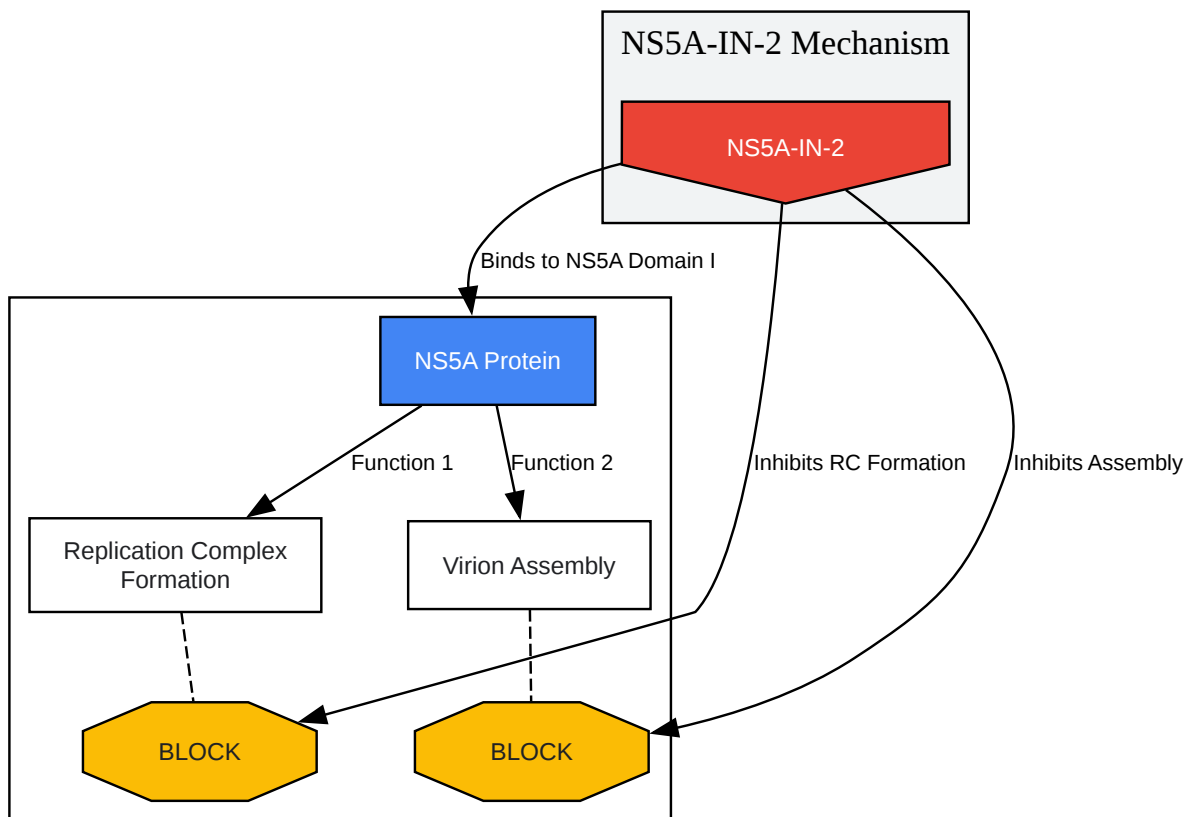 NS5A-IN-2 Mechanism
NS5A-IN-2
Binds to NS5A Domain I
NS5A Protein
Function 1
Function 2
Inhibits RC Formation
Inhibits Assembly
Replication Complex
Formation
Virion Assembly
BLOCK
BLOCK